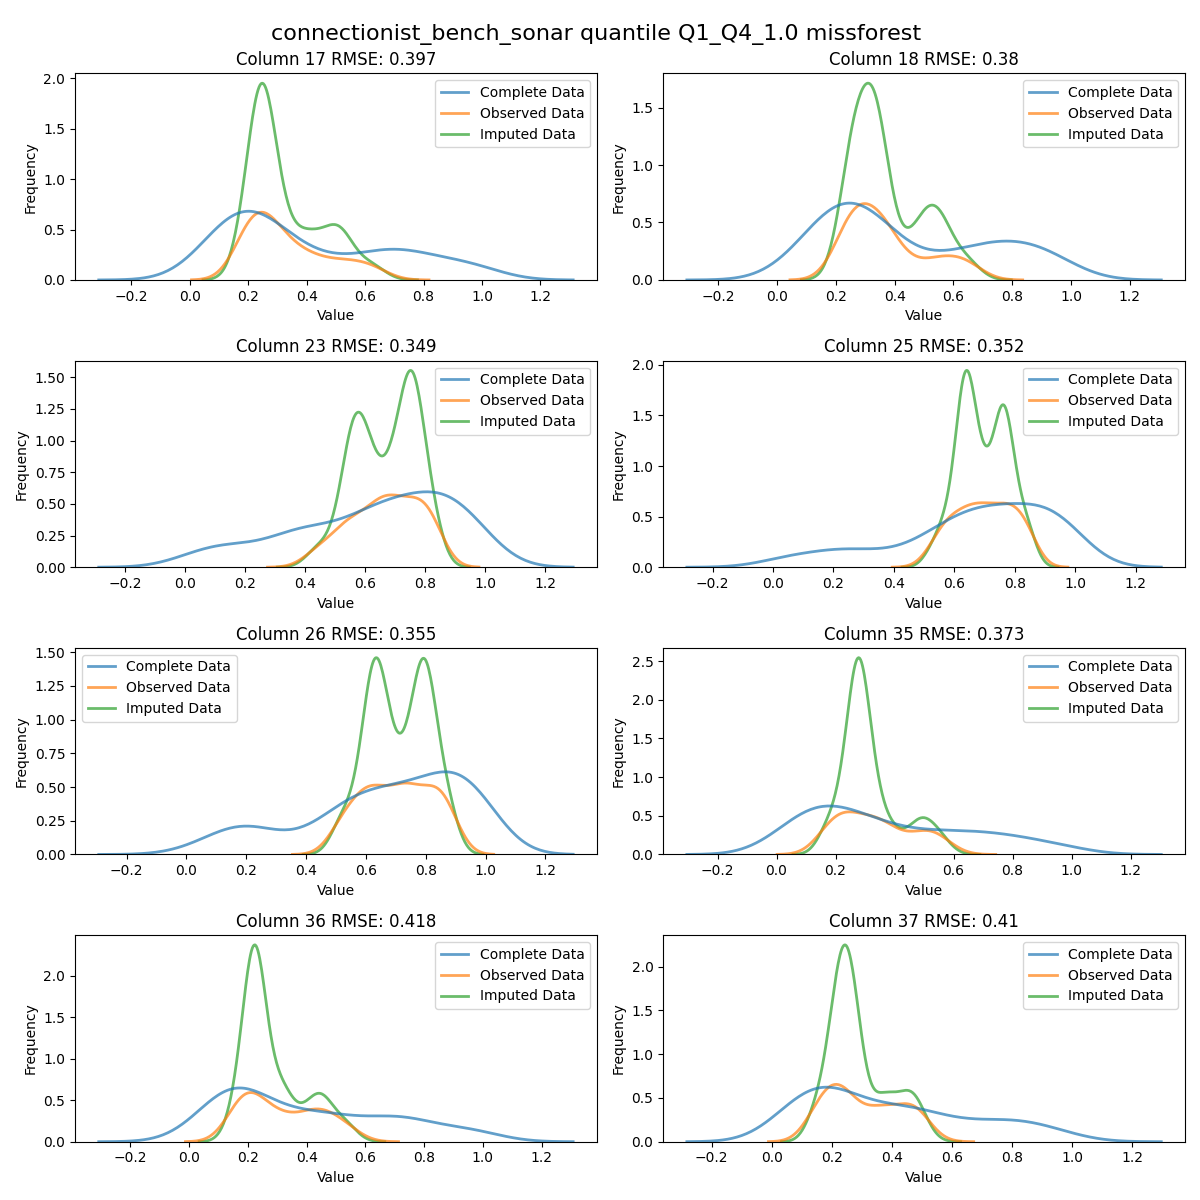 connectionist_bench_sonar quantile Q1_Q4_1.0 missforest
Column 17 RMSE: 0.397
Frequency
2.0
1.5
1.0
0.5
0.0
Complete Data
Observed Data
Imputed Data
−0.2 0.0 0.2 0.4 0.6 0.8 1.0 1.2
Value
Column 18 RMSE: 0.38
Frequency
1.5
1.0
0.5
0.0
Complete Data
Observed Data
Imputed Data
−0.2 0.0 0.2 0.4 0.6 0.8 1.0 1.2
Value
Column 23 RMSE: 0.349
Frequency
1.50
1.25
1.00
0.75
0.50
0.25
0.00
Complete Data
Observed Data
Imputed Data
−0.2 0.0 0.2 0.4 0.6 0.8 1.0 1.2
Value
Column 25 RMSE: 0.352
Frequency
2.0
1.5
1.0
0.5
0.0
Complete Data
Observed Data
Imputed Data
−0.2 0.0 0.2 0.4 0.6 0.8 1.0 1.2
Value
Column 26 RMSE: 0.355
Frequency
1.50
1.25
1.00
0.75
0.50
0.25
0.00
Complete Data
Observed Data
Imputed Data
−0.2 0.0 0.2 0.4 0.6 0.8 1.0 1.2
Value
Column 35 RMSE: 0.373
Frequency
2.5
2.0
1.5
1.0
0.5
0.0
Complete Data
Observed Data
Imputed Data
−0.2 0.0 0.2 0.4 0.6 0.8 1.0 1.2
Value
Column 36 RMSE: 0.418
Frequency
2.0
1.5
1.0
0.5
0.0
Complete Data
Observed Data
Imputed Data
−0.2 0.0 0.2 0.4 0.6 0.8 1.0 1.2
Value
Column 37 RMSE: 0.41
Frequency
2.0
1.5
1.0
0.5
0.0
Complete Data
Observed Data
Imputed Data
−0.2 0.0 0.2 0.4 0.6 0.8 1.0 1.2
Value